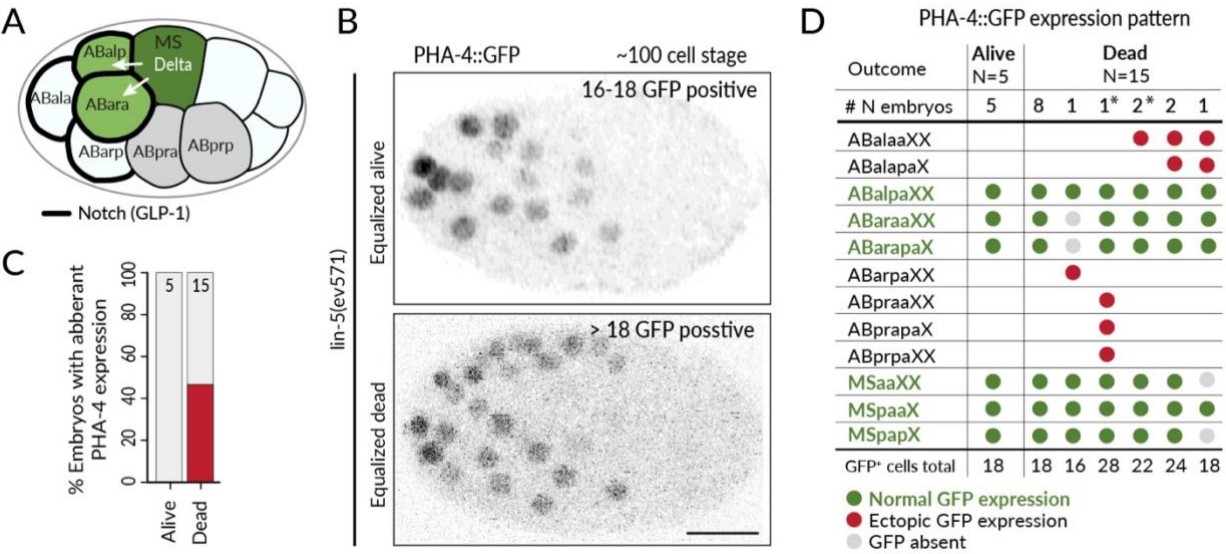 A
ABalp
MS
Delta
ABala
ABara
ABarp
ABpra
ABprp
Notch (GLP-1)
B
PHA-4::GFP
~100 cell stage
lin-5(ev571)
Equalized alive
16-18 GFP positive
Equalized dead
> 18 GFP posstive
C
% Embryos with abberant
PHA-4 expression
100
80
60
40
20
0
5
15
Alive
Dead
D
PHA-4::GFP expression pattern
Outcome
Alive
N=5
Dead
N=15
# N embryos 5 8 1 1* 2* 2 1
ABalaaXX
ABalapaX
ABalpaXX
ABaraaXX
ABarapaX
ABarpaXX
ABpraaXX
ABprapaX
ABprpaXX
MSaaXX
MSpaaX
MSpapX
GFP⁺ cells total 18 18 16 28 22 24 18
Normal GFP expression
Ectopic GFP expression
GFP absent